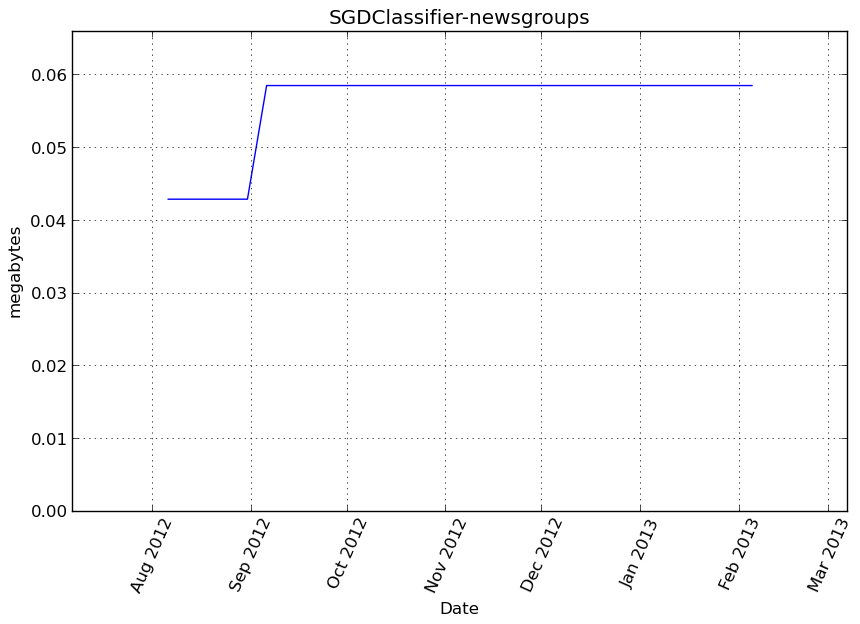 SGDClassifier-newsgroups
0.06
0.05
0.04
0.03
0.02
0.01
0.00
megabytes
Aug 2012
Sep 2012
Oct 2012
Nov 2012
Dec 2012
Jan 2013
Feb 2013
Mar 2013
Date